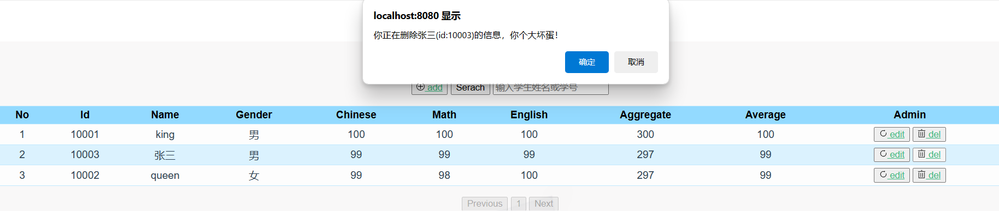 localhost:8080 显示
你正在删除张三(id:10003)的信息，你个大坏蛋！
确定 取消
add Serach 输入学生姓名或学号
No Id Name Gender Chinese Math English Aggregate Average Admin
1 10001 king 男 100 100 100 300 100 edit del
2 10003 张三 男 99 99 99 297 99 edit del
3 10002 queen 女 99 98 100 297 99 edit del
Previous 1 Next